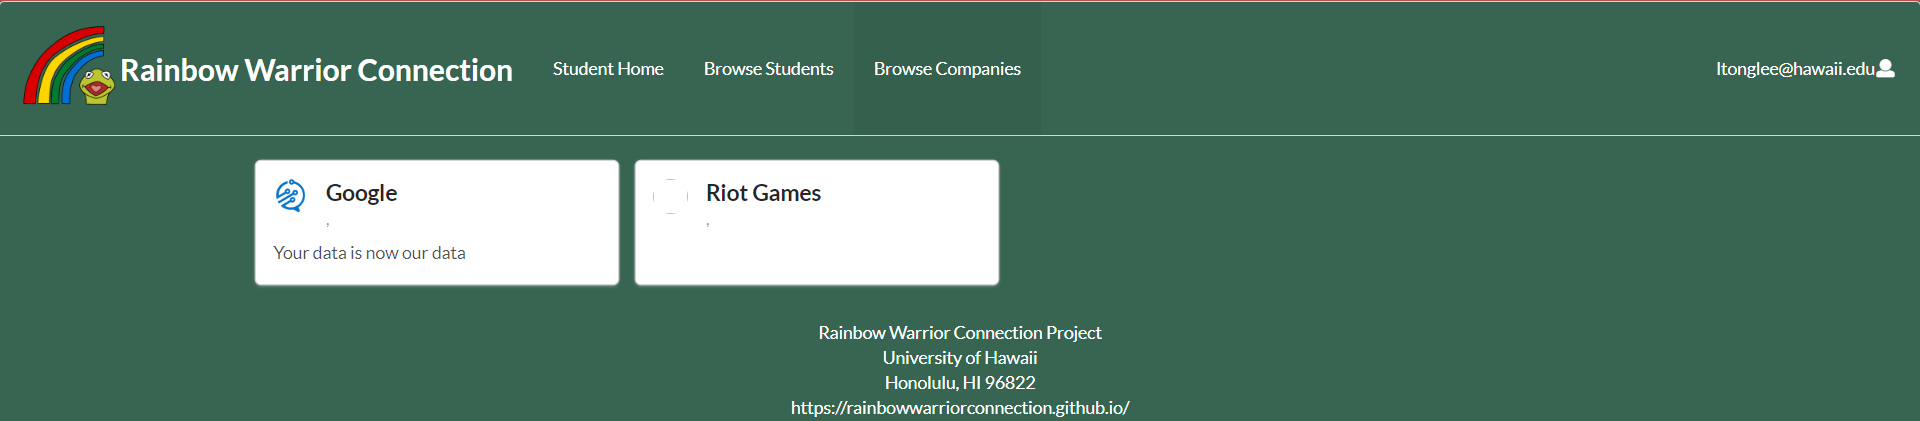 Rainbow Warrior Connection
Student Home
Browse Students
Browse Companies
ltonglee@hawaii.edu
Google
,
Your data is now our data
Riot Games
,
Rainbow Warrior Connection Project
University of Hawaii
Honolulu, HI 96822
https://rainbowwarriorconnection.github.io/